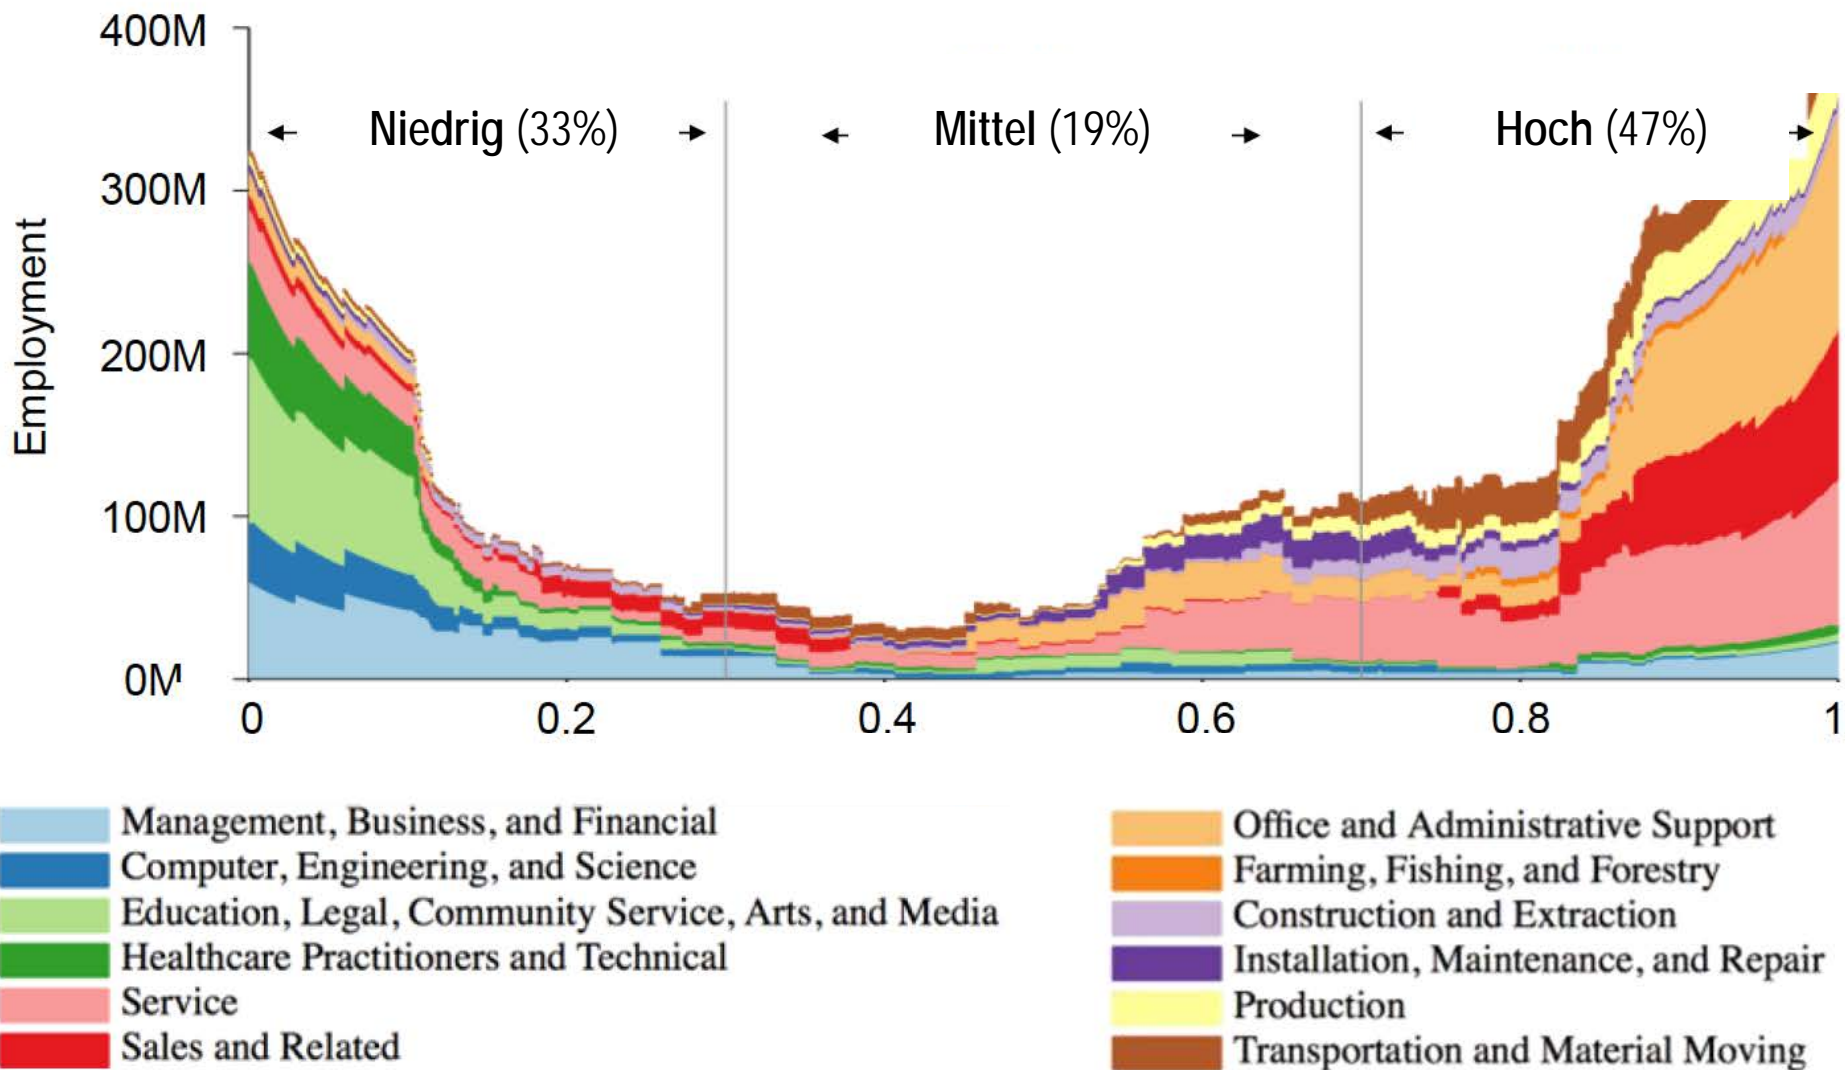 400M
Niedrig (33%)
Mittel (19%)
Hoch (47%)
300M
200M
100M
0M
Employment
0
0.2
0.4
0.6
0.8
1
Management, Business, and Financial
Computer, Engineering, and Science
Education, Legal, Community Service, Arts, and Media
Healthcare Practitioners and Technical
Service
Sales and Related
Office and Administrative Support
Farming, Fishing, and Forestry
Construction and Extraction
Installation, Maintenance, and Repair
Production
Transportation and Material Moving